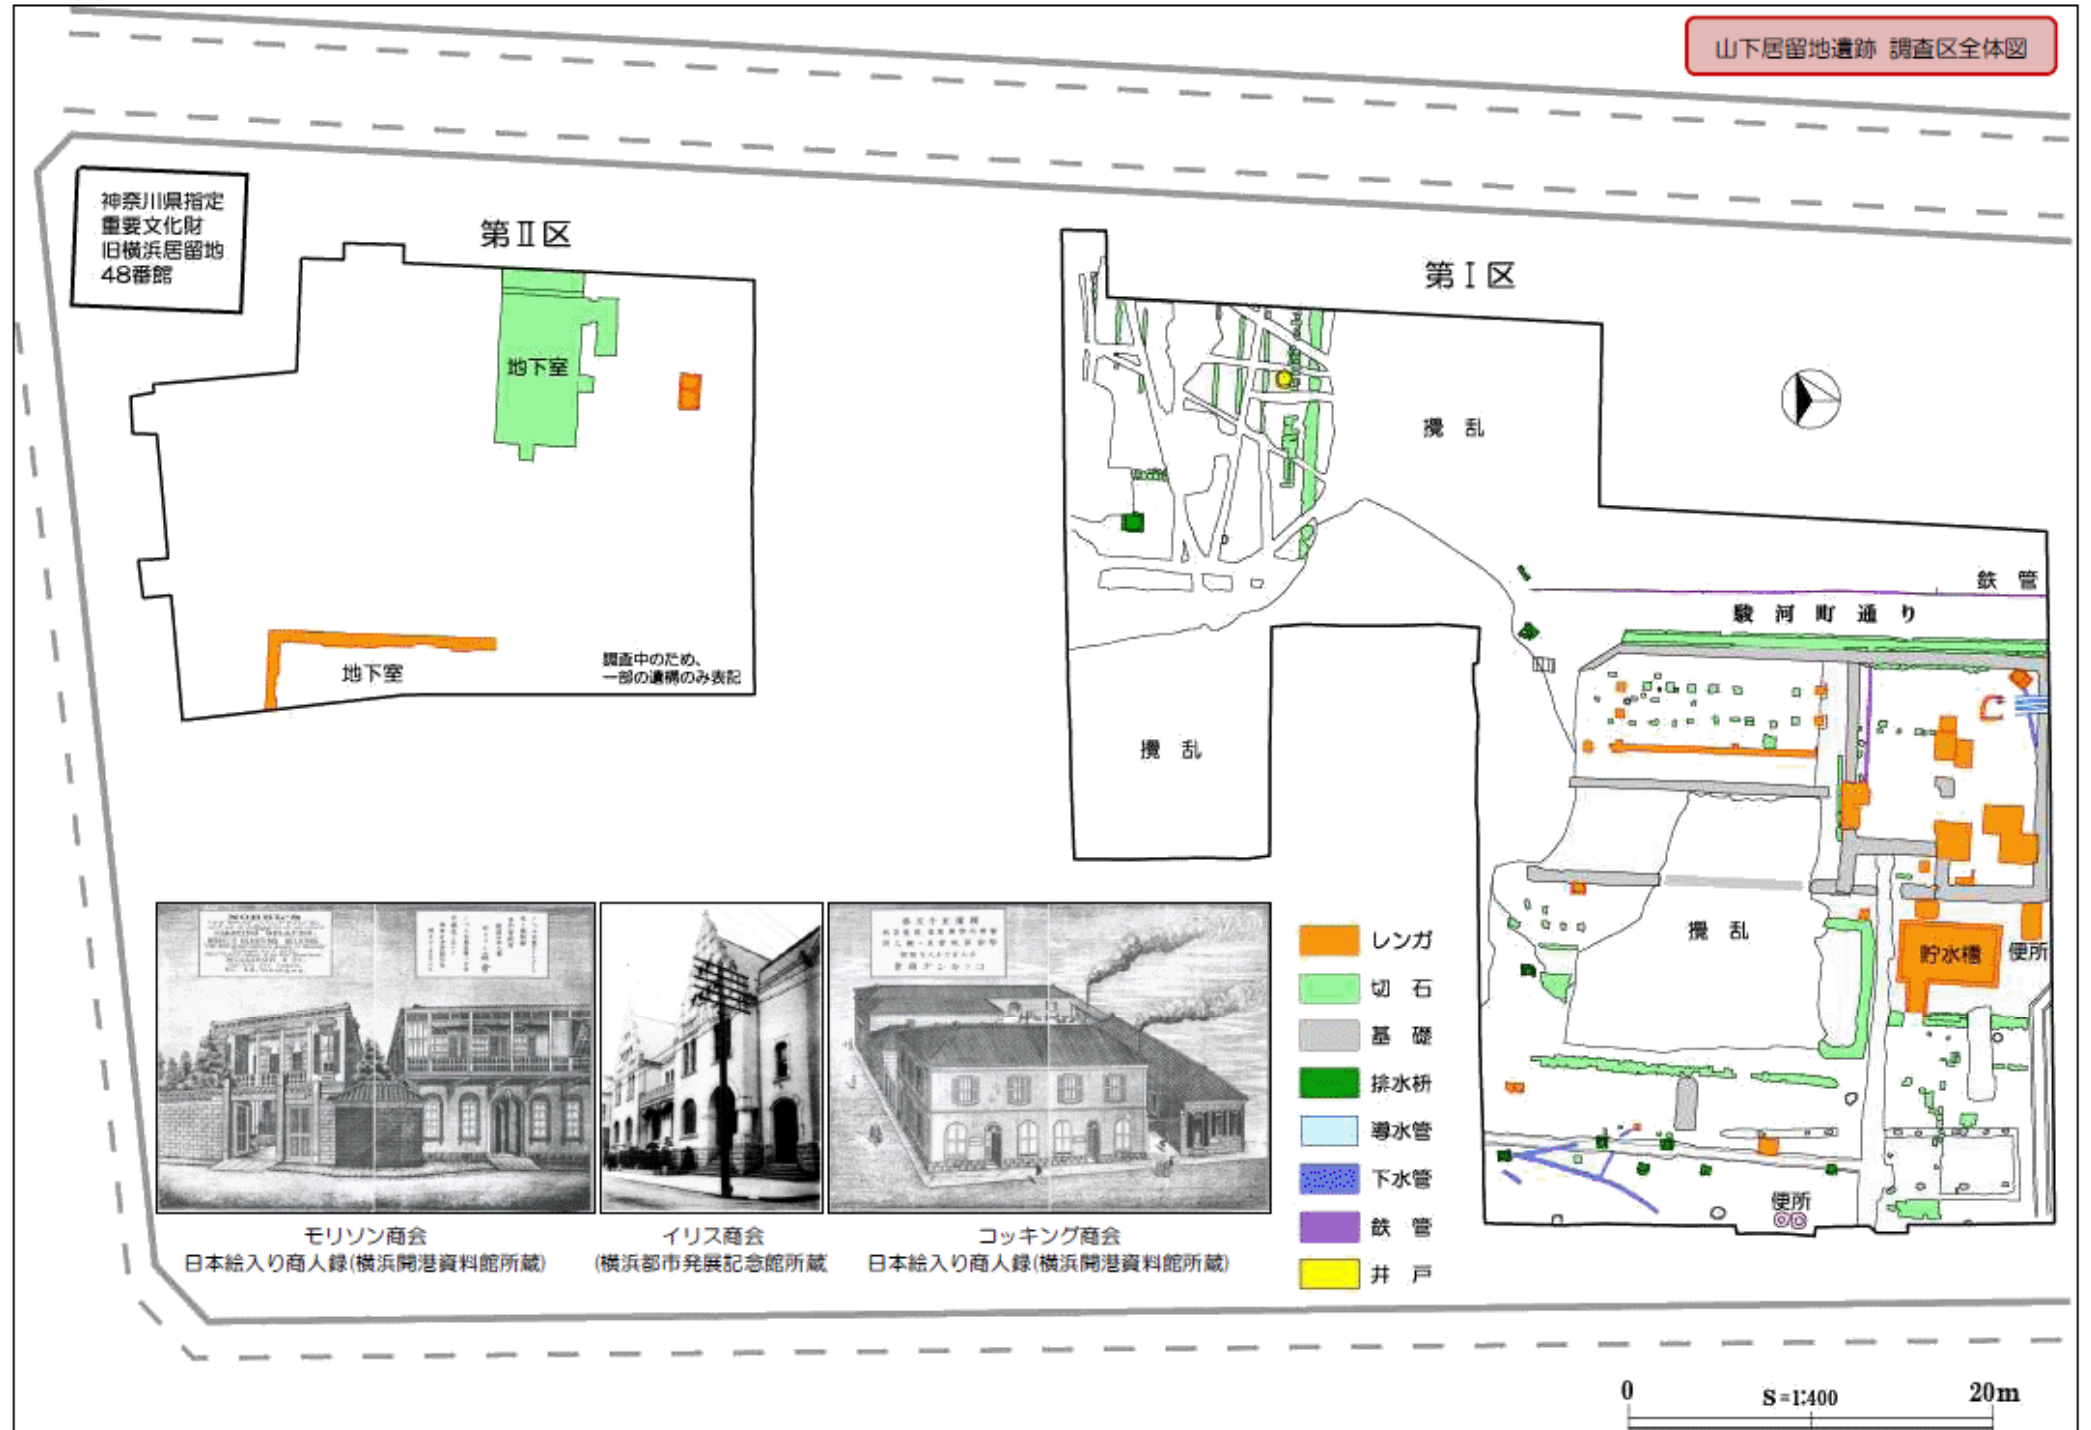 山下居留地遺跡 調査区全体図
神奈川県指定
重要文化財
旧横浜居留地
48番館
第Ⅱ区
第Ⅰ区
地下室
攪乱
鉄管
駿河町通り
地下室
調査中のため、
一部の遺構のみ表記
攪乱
攪乱
貯水槽
便所
便所
レンガ
切石
基礎
排水枡
導水管
下水管
鉄管
井戸
モリソン商会
日本絵入り商人録(横浜開港資料館所蔵)
イリス商会
(横浜都市発展記念館所蔵
コッキング商会
日本絵入り商人録(横浜開港資料館所蔵)
0
S=1:400
20m